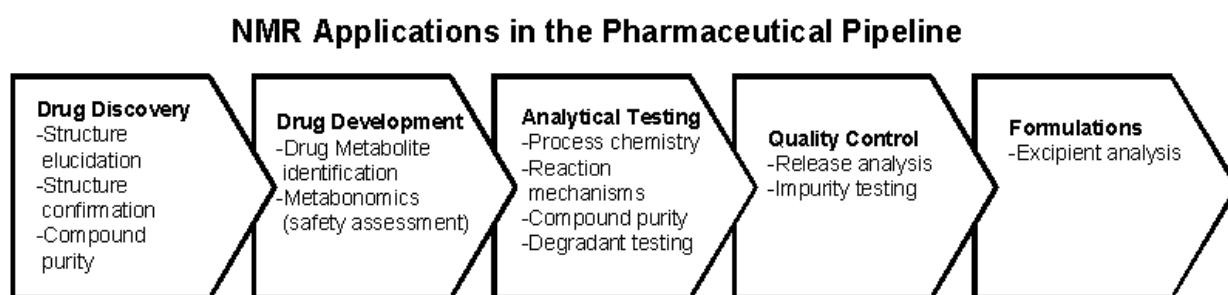 NMR Applications in the Pharmaceutical Pipeline
Drug Discovery
-Structure
elucidation
-Structure
confirmation
-Compound
purity
Drug Development
-Drug Metabolite
identification
-Metabonomics
(safety assessment)
Analytical Testing
-Process chemistry
-Reaction
mechanisms
-Compound purity
-Degradant testing
Quality Control
-Release analysis
-Impurity testing
Formulations
-Excipient analysis